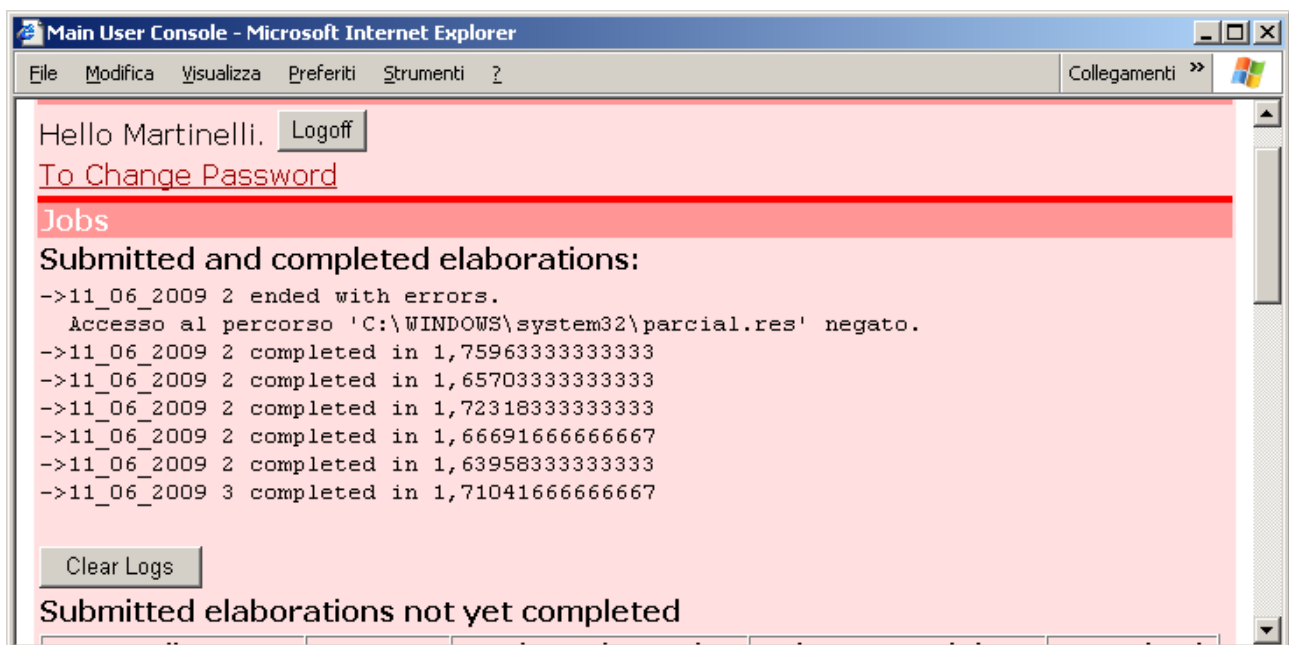 Main User Console - Microsoft Internet Explorer
File Modifica Visualizza Preferiti Strumenti ? Collegamenti »
Hello Martinelli. Logoff
To Change Password
Jobs
Submitted and completed elaborations:
->11_06_2009 2 ended with errors.
Accesso al percorso 'C:\WINDOWS\system32\parcial.res' negato.
->11_06_2009 2 completed in 1,75963333333333
->11_06_2009 2 completed in 1,65703333333333
->11_06_2009 2 completed in 1,72318333333333
->11_06_2009 2 completed in 1,66691666666667
->11_06_2009 2 completed in 1,63958333333333
->11_06_2009 3 completed in 1,71041666666667
Clear Logs
Submitted elaborations not yet completed